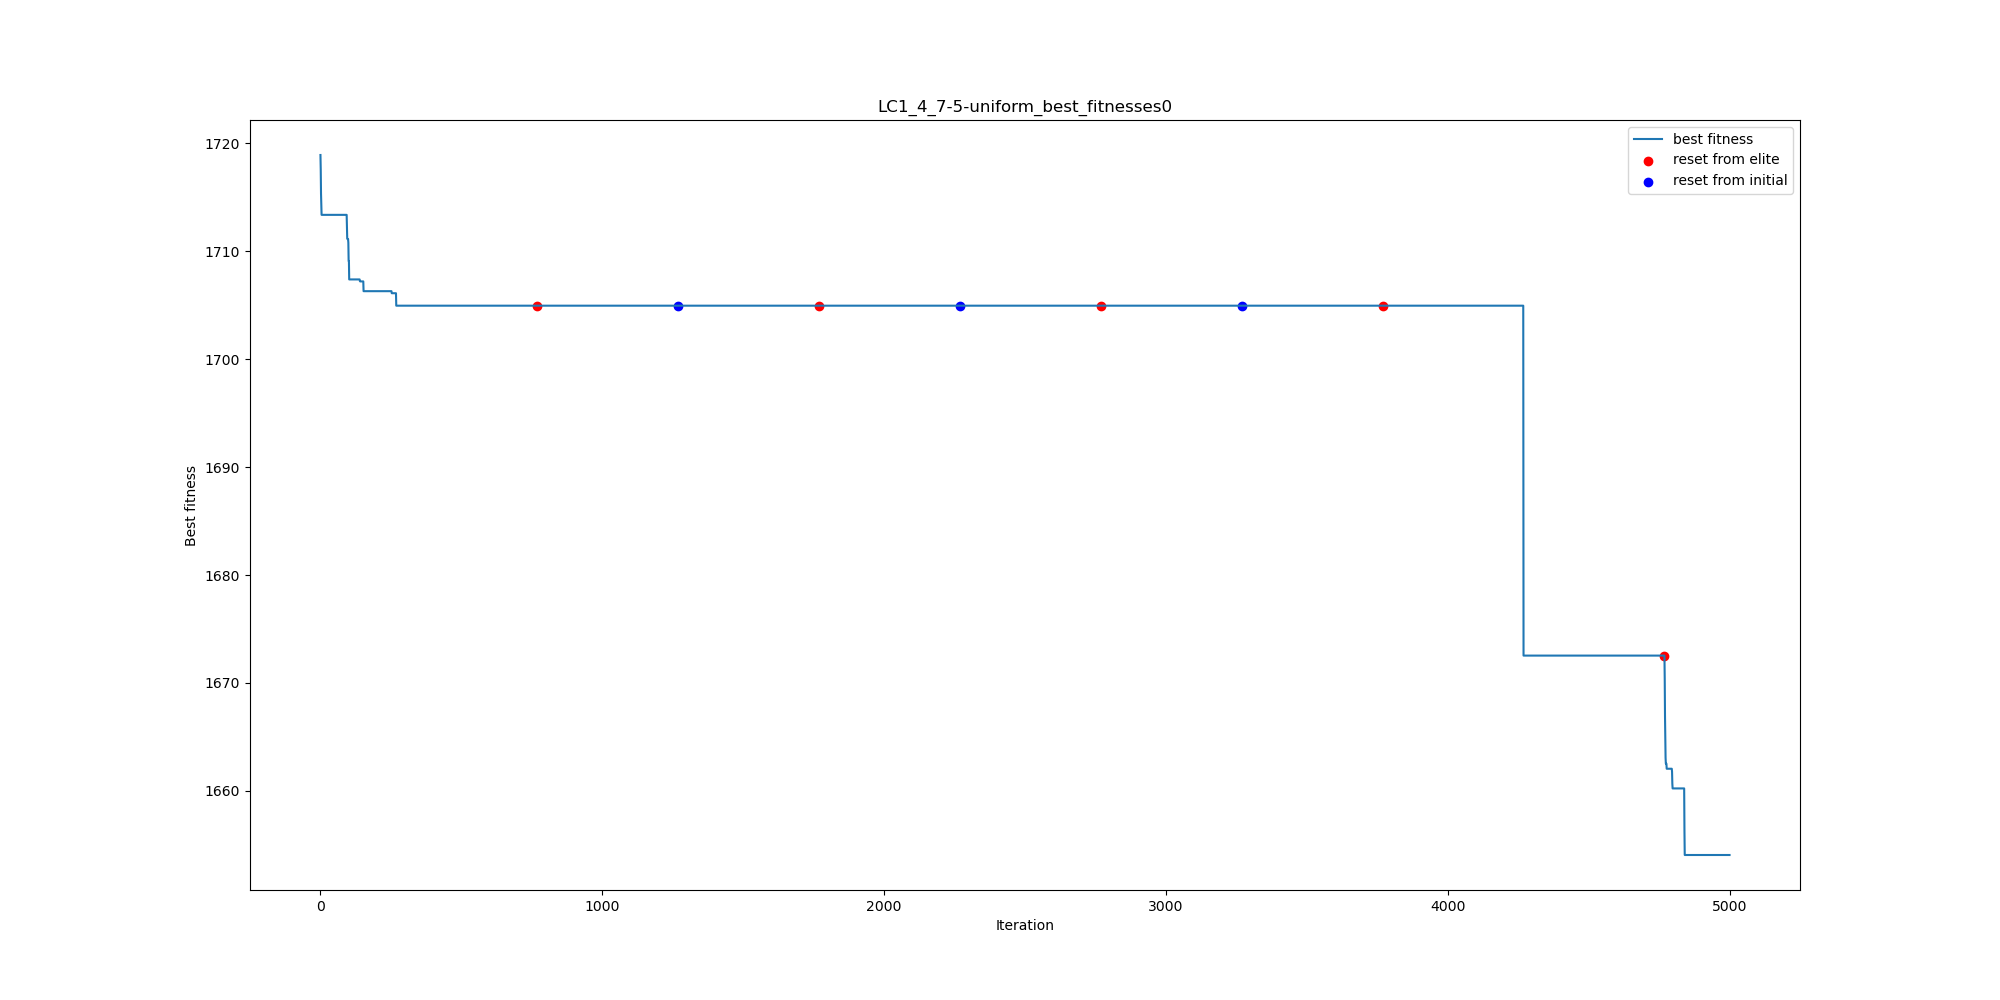 LC1_4_7-5-uniform_best_fitnesses0
best fitness
reset from elite
reset from initial
1720
1710
1700
1690
1680
1670
1660
Best fitness
0
1000
2000
3000
4000
5000
Iteration